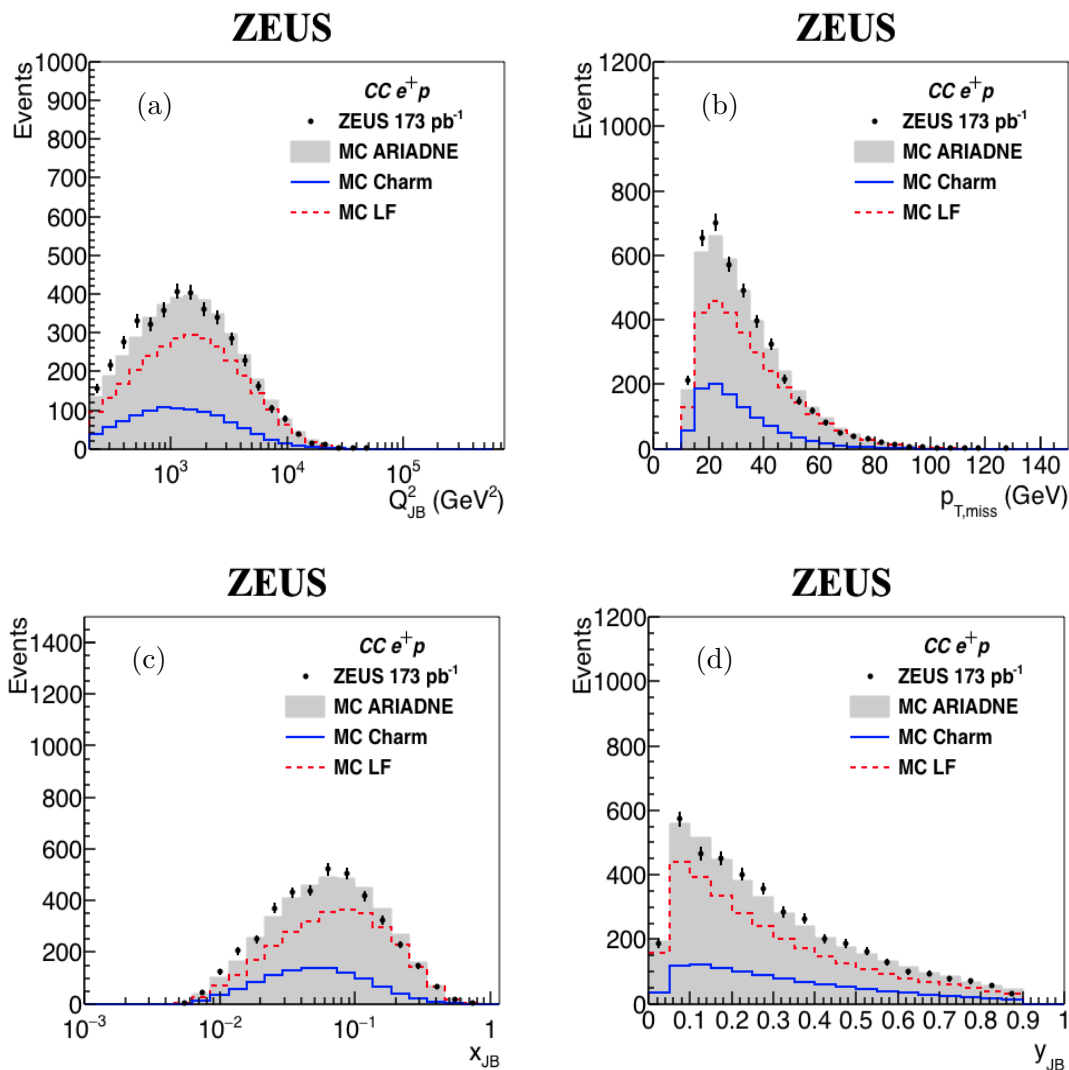 ZEUS
Events
1000
900
800
700
600
500
400
300
200
100
0
(a)
CC e⁺p
ZEUS 173 pb⁻¹
MC ARIADNE
MC Charm
MC LF
10³ 10⁴ 10⁵
Q²_JB (GeV²)
ZEUS
Events
1200
1000
800
600
400
200
0
(b)
CC e⁺p
ZEUS 173 pb⁻¹
MC ARIADNE
MC Charm
MC LF
0 20 40 60 80 100 120 140
p_T,miss (GeV)
ZEUS
Events
1400
1200
1000
800
600
400
200
0
(c)
CC e⁺p
ZEUS 173 pb⁻¹
MC ARIADNE
MC Charm
MC LF
10⁻³ 10⁻² 10⁻¹ 1
x_JB
ZEUS
Events
1200
1000
800
600
400
200
0
(d)
CC e⁺p
ZEUS 173 pb⁻¹
MC ARIADNE
MC Charm
MC LF
0 0.1 0.2 0.3 0.4 0.5 0.6 0.7 0.8 0.9 1
y_JB